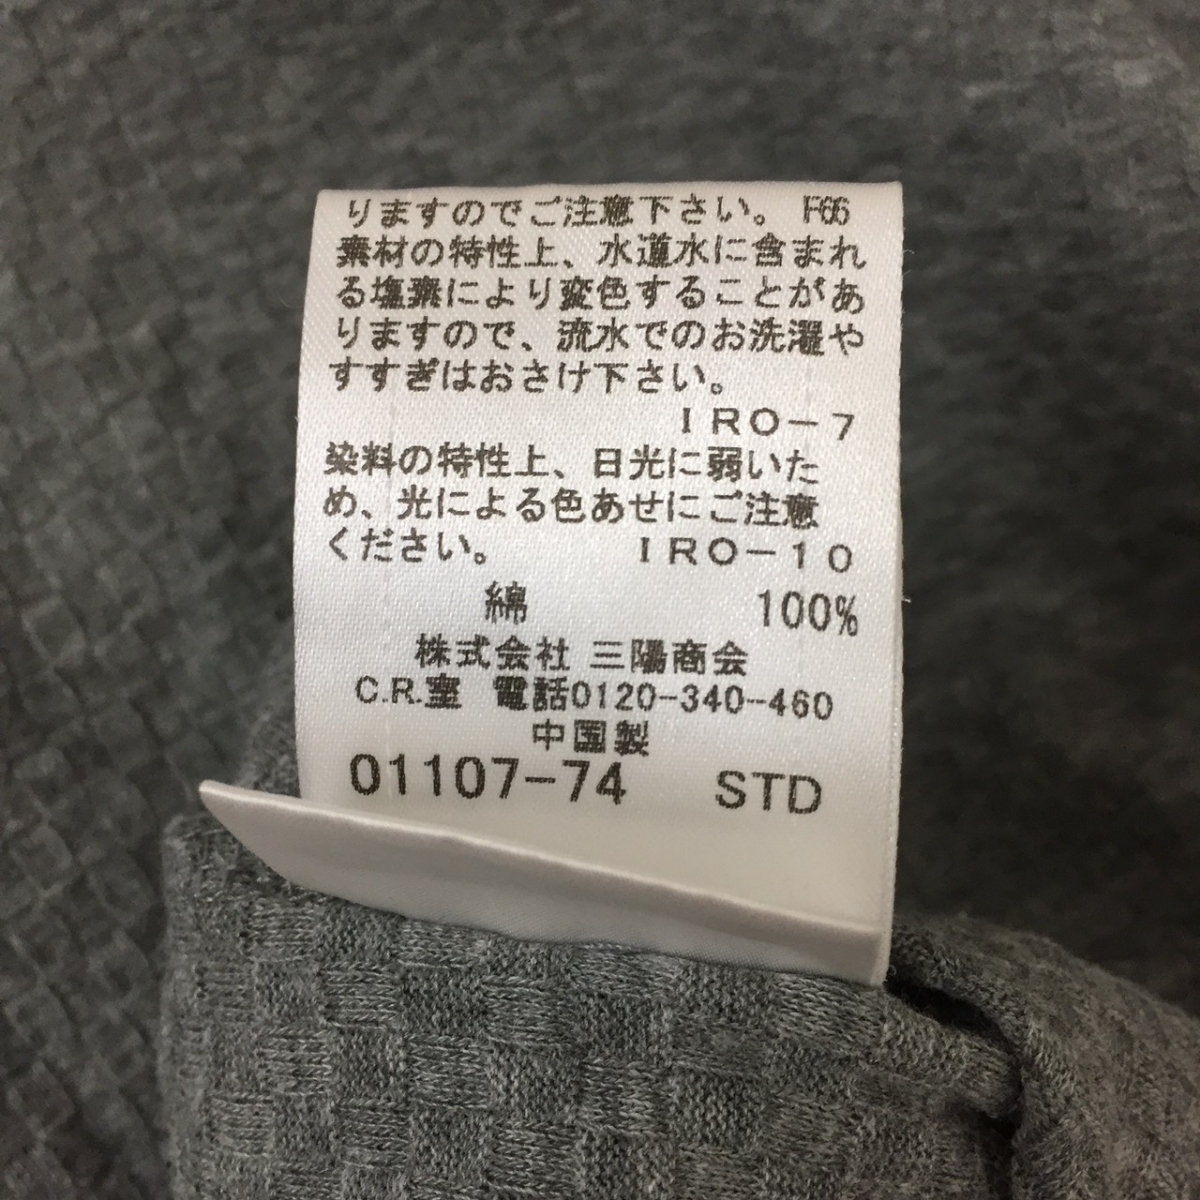 りますのでご注意下さい。 F66
素材の特性上、水道水に含まれ
る塩素により変色することがあ
りますので、流水でのお洗濯や
すすぎはおさけ下さい。
IRO-7
染料の特性上、日光に弱いた
め、光による色あせにご注意
ください。 IRO-10
綿 100%
株式会社 三陽商会
C.R.室 電話0120-340-460
中国製
01107-74 STD